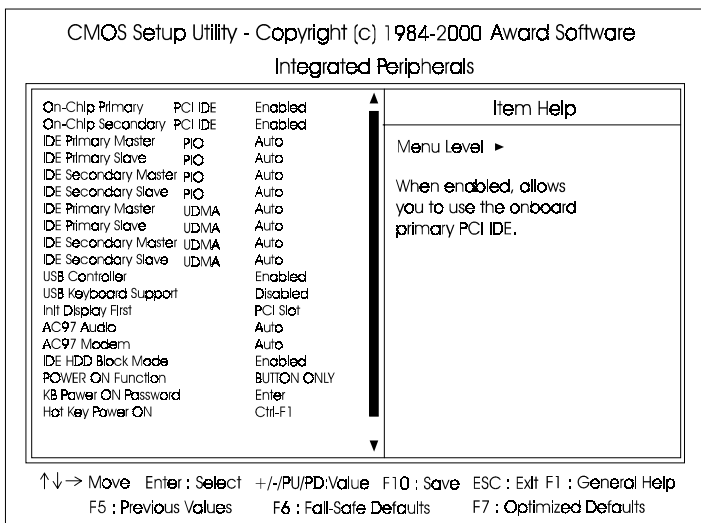 CMOS Setup Utility - Copyright (c) 1984-2000 Award Software
Integrated Peripherals
On-Chip Primary PCI IDE Enabled
On-Chip Secondary PCI IDE Enabled
IDE Primary Master PIO Auto
IDE Primary Slave PIO Auto
IDE Secondary Master PIO Auto
IDE Secondary Slave PIO Auto
IDE Primary Master UDMA Auto
IDE Primary Slave UDMA Auto
IDE Secondary Master UDMA Auto
IDE Secondary Slave UDMA Auto
USB Controller Enabled
USB Keyboard Support Disabled
Init Display First PCI Slot
AC97 Audio Auto
AC97 Modem Auto
IDE HDD Block Mode Enabled
POWER ON Function BUTTON ONLY
KB Power ON Password Enter
Hot Key Power ON Ctrl-F1
Item Help
Menu Level ►
When enabled, allows
you to use the onboard
primary PCI IDE.
↑↓→ Move Enter : Select +/-/PU/PD:Value F10 : Save ESC : Exit F1 : General Help
F5 : Previous Values F6 : Fail-Safe Defaults F7 : Optimized Defaults